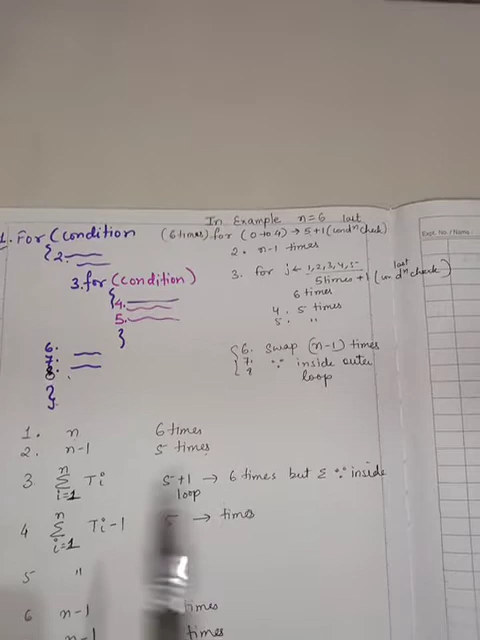 In Example n=6 last
1. For (condition (6 times) for (0 to 4) → 5+1 (condⁿ check)
{ 2. 2. n-1 times
3. for (condition) 3. for j ← 1,2,3,4,5 last
{ 4. 5 times +1 (condⁿ check)
5. 6 times
} 4. 5 times
5. "
6. { 6. Swap (n-1) times
7. 7. ∵ inside outer
8. loop
}
1. n 6 times
2. n-1 5 times
3 n∑i=1 Ti 5+1 → 6 times but Σ ∵ inside
loop
4 n∑i=1 Ti-1 5 → times
5 "
6 n-1 times
n-1 times
Expt. No./ Name: